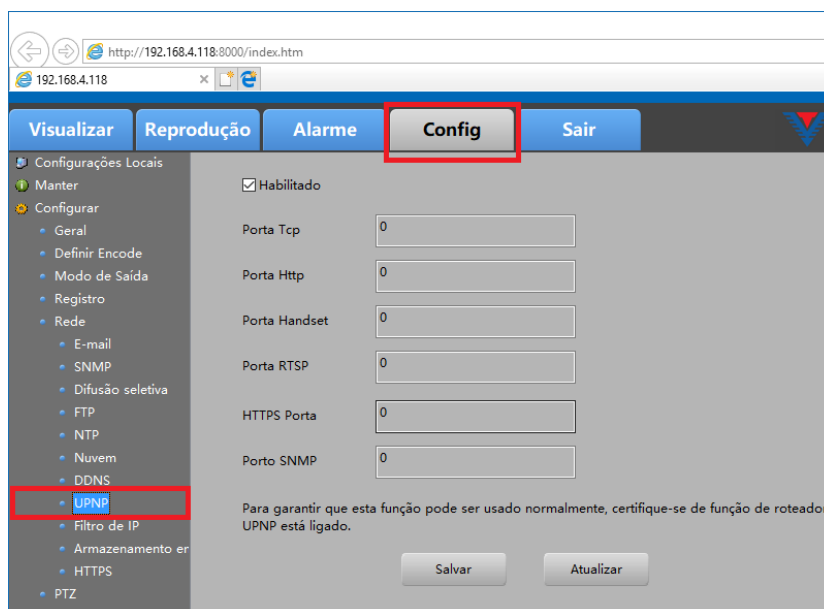 http://192.168.4.118:8000/index.htm
192.168.4.118
Visualizar Reprodução Alarme Config Sair
Configurações Locais
Manter
Configurar
Geral
Definir Encode
Modo de Saída
Registro
Rede
E-mail
SNMP
Difusão seletiva
FTP
NTP
Nuvem
DDNS
UPNP
Filtro de IP
Armazenamento er
HTTPS
PTZ
Habilitado
Porta Tcp 0
Porta Http 0
Porta Handset 0
Porta RTSP 0
HTTPS Porta 0
Porto SNMP 0
Para garantir que esta função pode ser usado normalmente, certifique-se de função de roteador
UPNP está ligado.
Salvar Atualizar